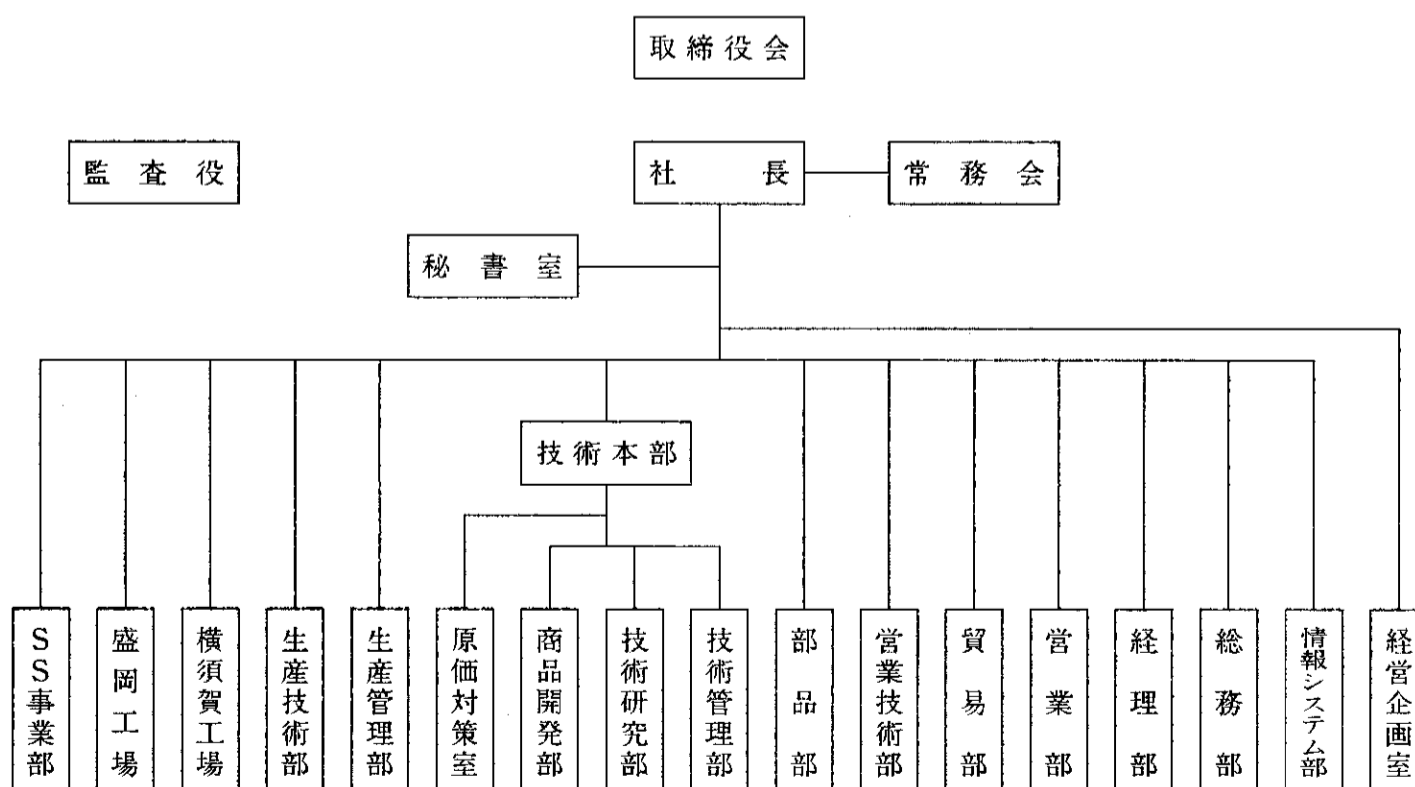 取締役会
監査役
社長
常務会
秘書室
技術本部
SS事業部
盛岡工場
横須賀工場
生産技術部
生産管理部
原価対策室
商品開発部
技術研究部
技術管理部
部品部
営業技術部
貿易部
営業部
経理部
総務部
情報システム部
経営企画室